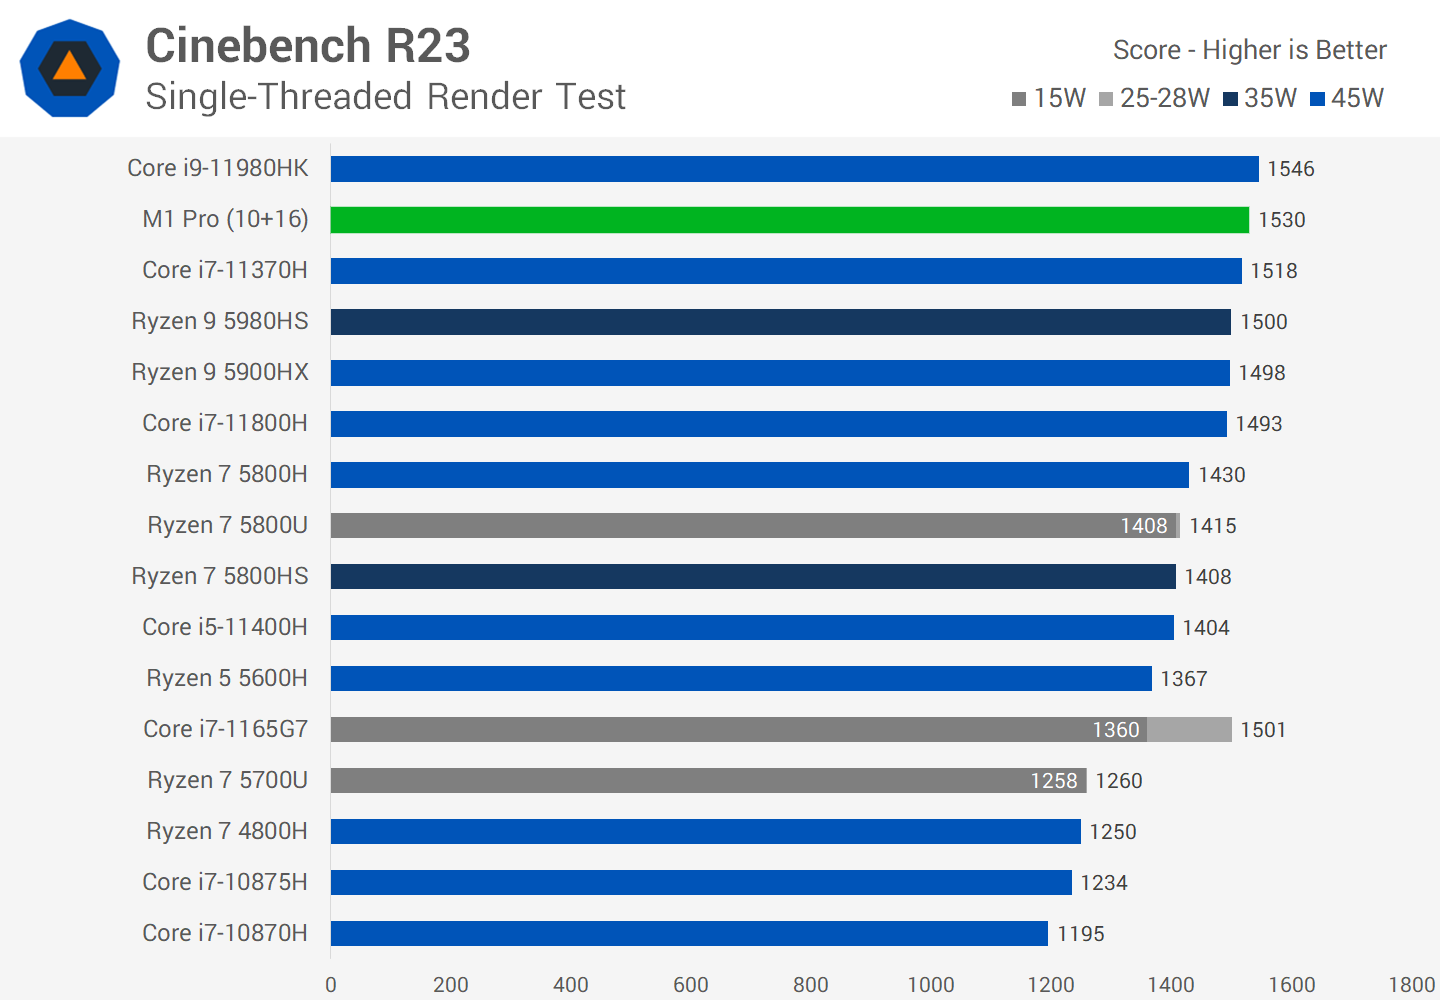 Cinebench R23
Single-Threaded Render Test
Score - Higher is Better
15W 25-28W 35W 45W
Core i9-11980HK 1546
M1 Pro (10+16) 1530
Core i7-11370H 1518
Ryzen 9 5980HS 1500
Ryzen 9 5900HX 1498
Core i7-11800H 1493
Ryzen 7 5800H 1430
Ryzen 7 5800U 1408 1415
Ryzen 7 5800HS 1408
Core i5-11400H 1404
Ryzen 5 5600H 1367
Core i7-1165G7 1360 1501
Ryzen 7 5700U 1258 1260
Ryzen 7 4800H 1250
Core i7-10875H 1234
Core i7-10870H 1195
0 200 400 600 800 1000 1200 1400 1600 1800